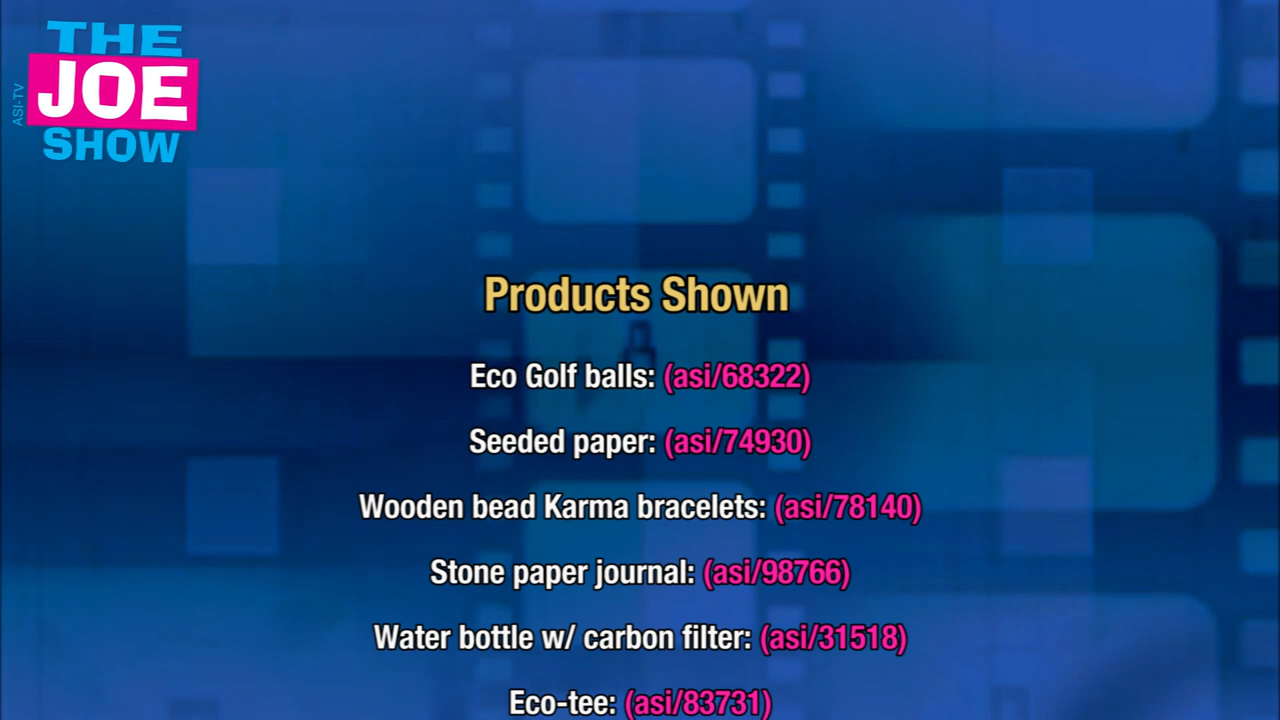 THE
JOE
SHOW
ASI-TV
Products Shown
Eco Golf balls: (asi/68322)
Seeded paper: (asi/74930)
Wooden bead Karma bracelets: (asi/78140)
Stone paper journal: (asi/98766)
Water bottle w/ carbon filter: (asi/31518)
Eco-tee: (asi/83731)